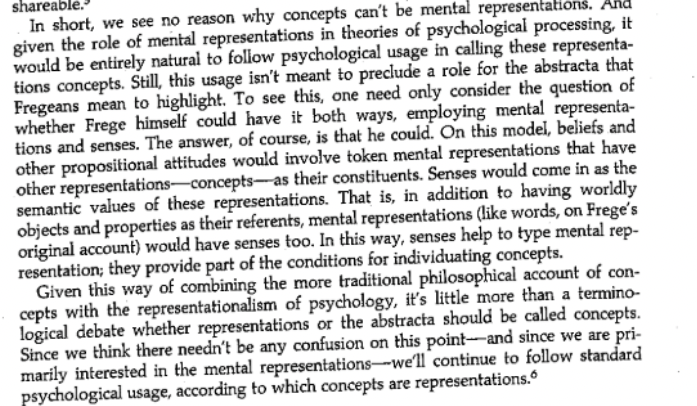 shareable.⁵
In short, we see no reason why concepts can't be mental representations. And
given the role of mental representations in theories of psychological processing, it
would be entirely natural to follow psychological usage in calling these representa-
tions concepts. Still, this usage isn't meant to preclude a role for the abstracta that
Fregeans mean to highlight. To see this, one need only consider the question of
whether Frege himself could have it both ways, employing mental representa-
tions and senses. The answer, of course, is that he could. On this model, beliefs and
other propositional attitudes would involve token mental representations that have
other representations—concepts—as their constituents. Senses would come in as the
semantic values of these representations. That is, in addition to having worldly
objects and properties as their referents, mental representations (like words, on Frege's
original account) would have senses too. In this way, senses help to type mental rep-
resentation; they provide part of the conditions for individuating concepts.
Given this way of combining the more traditional philosophical account of con-
cepts with the representationalism of psychology, it's little more than a termino-
logical debate whether representations or the abstracta should be called concepts.
Since we think there needn't be any confusion on this point—and since we are pri-
marily interested in the mental representations—we'll continue to follow standard
psychological usage, according to which concepts are representations.⁶